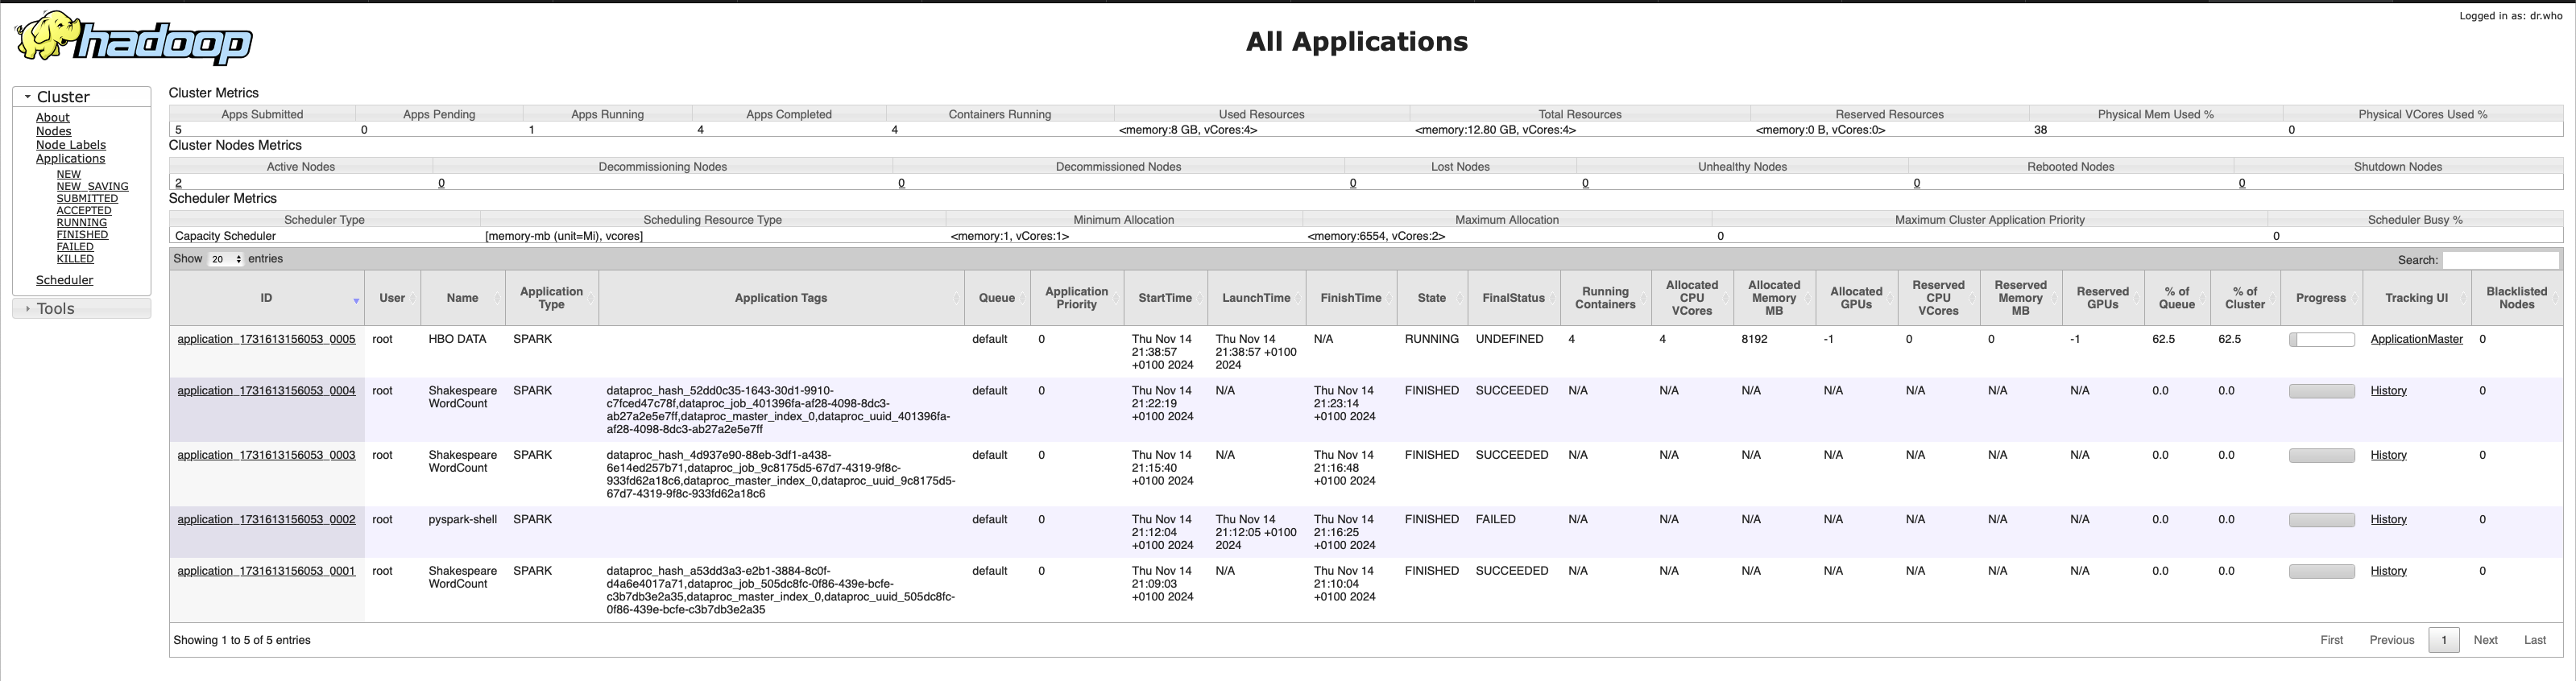 Logged in as: dr.who
hadoop
All Applications
Cluster
About
Nodes
Node Labels
Applications
NEW
NEW_SAVING
SUBMITTED
ACCEPTED
RUNNING
FINISHED
FAILED
KILLED
Scheduler
Tools
Cluster Metrics
Apps Submitted Apps Pending Apps Running Apps Completed Containers Running Used Resources Total Resources Reserved Resources Physical Mem Used % Physical VCores Used %
5 0 1 4 4 <memory:8 GB, vCores:4> <memory:12.80 GB, vCores:4> <memory:0 B, vCores:0> 38 0
Cluster Nodes Metrics
Active Nodes Decommissioning Nodes Decommissioned Nodes Lost Nodes Unhealthy Nodes Rebooted Nodes Shutdown Nodes
2 0 0 0 0 0 0
Scheduler Metrics
Scheduler Type Scheduling Resource Type Minimum Allocation Maximum Allocation Maximum Cluster Application Priority Scheduler Busy %
Capacity Scheduler [memory-mb (unit=Mi), vcores] <memory:1, vCores:1> <memory:6554, vCores:2> 0 0
Show 20 entries Search:
ID User Name Application Type Application Tags Queue Application Priority StartTime LaunchTime FinishTime State FinalStatus Running Containers Allocated CPU VCores Allocated Memory MB Allocated GPUs Reserved CPU VCores Reserved Memory MB Reserved GPUs % of Queue % of Cluster Progress Tracking UI Blacklisted Nodes
application_1731613156053_0005 root HBO DATA SPARK default 0 Thu Nov 14 Thu Nov 14 N/A RUNNING UNDEFINED 4 4 8192 -1 0 0 -1 62.5 62.5 ApplicationMaster 0
21:38:57 21:38:57 +0100
+0100 2024 2024
application_1731613156053_0004 root Shakespeare SPARK dataproc_hash_52dd0c35-1643-30d1-9910- default 0 Thu Nov 14 N/A Thu Nov 14 FINISHED SUCCEEDED N/A N/A N/A N/A N/A N/A N/A 0.0 0.0 History 0
WordCount c7fced47c78f,dataproc_job_401396fa-af28-4098-8dc3- 21:22:19 21:23:14
ab27a2e5e7ff,dataproc_master_index_0,dataproc_uuid_401396fa- +0100 2024 +0100 2024
af28-4098-8dc3-ab27a2e5e7ff
application_1731613156053_0003 root Shakespeare SPARK dataproc_hash_4d937e90-88eb-3df1-a438- default 0 Thu Nov 14 N/A Thu Nov 14 FINISHED SUCCEEDED N/A N/A N/A N/A N/A N/A N/A 0.0 0.0 History 0
WordCount 6e14ed257b71,dataproc_job_9c8175d5-67d7-4319-9f8c- 21:15:40 21:16:48
933fd62a18c6,dataproc_master_index_0,dataproc_uuid_9c8175d5- +0100 2024 +0100 2024
67d7-4319-9f8c-933fd62a18c6
application_1731613156053_0002 root pyspark-shell SPARK default 0 Thu Nov 14 Thu Nov 14 Thu Nov 14 FINISHED FAILED N/A N/A N/A N/A N/A N/A N/A 0.0 0.0 History 0
21:12:04 21:12:05 +0100 21:16:25
+0100 2024 2024 +0100 2024
application_1731613156053_0001 root Shakespeare SPARK dataproc_hash_a53dd3a3-e2b1-3884-8c0f- default 0 Thu Nov 14 N/A Thu Nov 14 FINISHED SUCCEEDED N/A N/A N/A N/A N/A N/A N/A 0.0 0.0 History 0
WordCount d4a6e4017a71,dataproc_job_505dc8fc-0f86-439e-bcfe- 21:09:03 21:10:04
c3b7db3e2a35,dataproc_master_index_0,dataproc_uuid_505dc8fc- +0100 2024 +0100 2024
0f86-439e-bcfe-c3b7db3e2a35
Showing 1 to 5 of 5 entries First Previous 1 Next Last